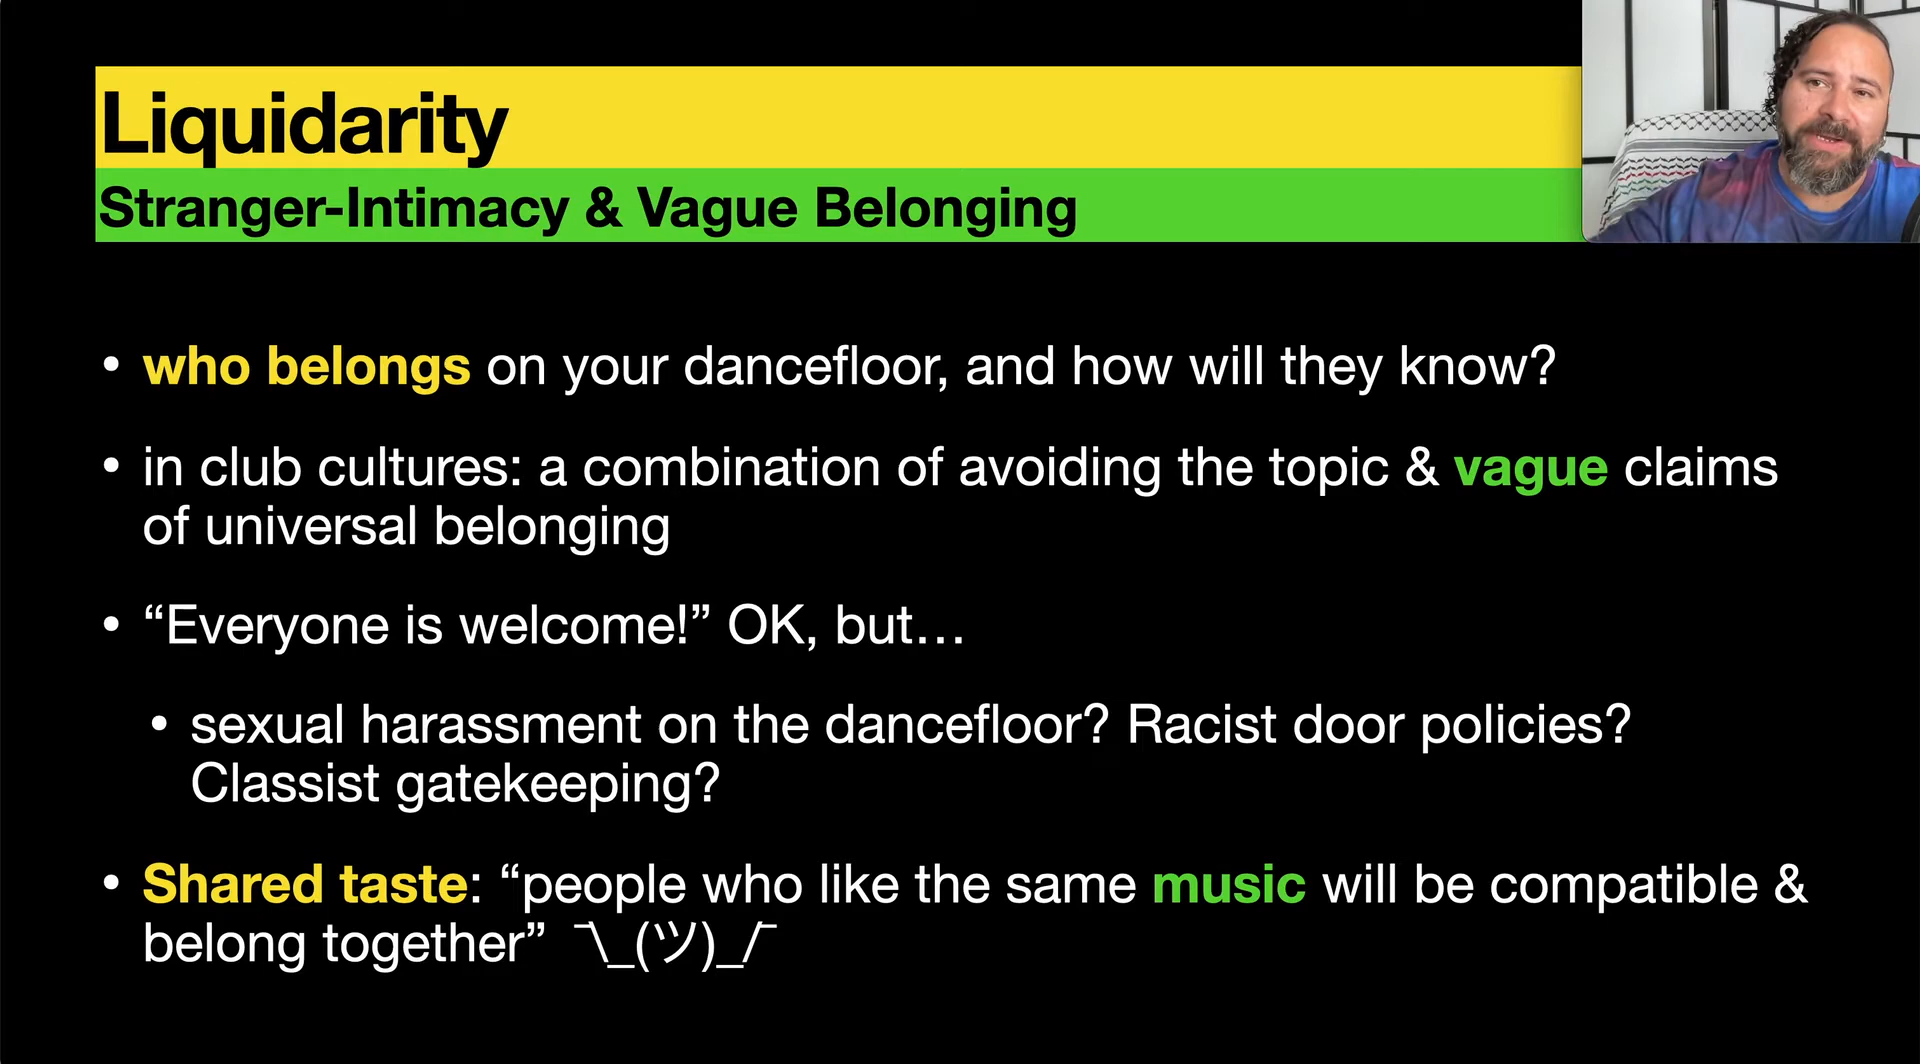 Liquidarity
Stranger-Intimacy & Vague Belonging
• who belongs on your dancefloor, and how will they know?
• in club cultures: a combination of avoiding the topic & vague claims
of universal belonging
• “Everyone is welcome!” OK, but…
• sexual harassment on the dancefloor? Racist door policies?
Classist gatekeeping?
• Shared taste: “people who like the same music will be compatible &
belong together” ¯\_(ツ)_/¯